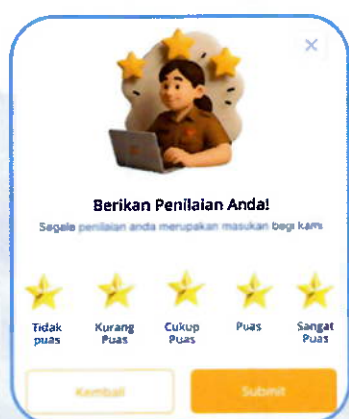 Berikan Penilaian Anda!
Segala penilaian anda merupakan masukan bagi kami
Tidak puas
Kurang Puas
Cukup Puas
Puas
Sangat Puas
Kembali
Submit